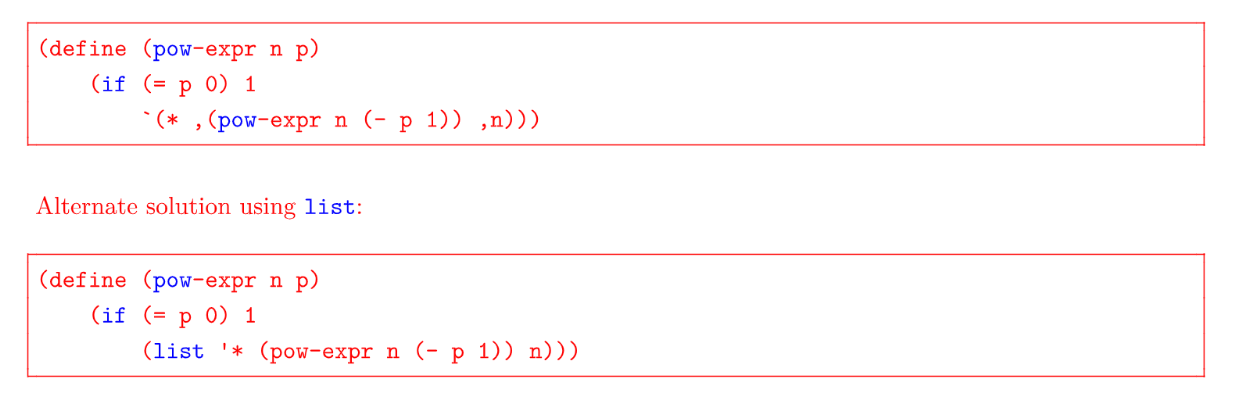 (define (pow-expr n p)
    (if (= p 0) 1
        `(* ,(pow-expr n (- p 1)) ,n)))
Alternate solution using list:
(define (pow-expr n p)
    (if (= p 0) 1
        (list '* (pow-expr n (- p 1)) n)))